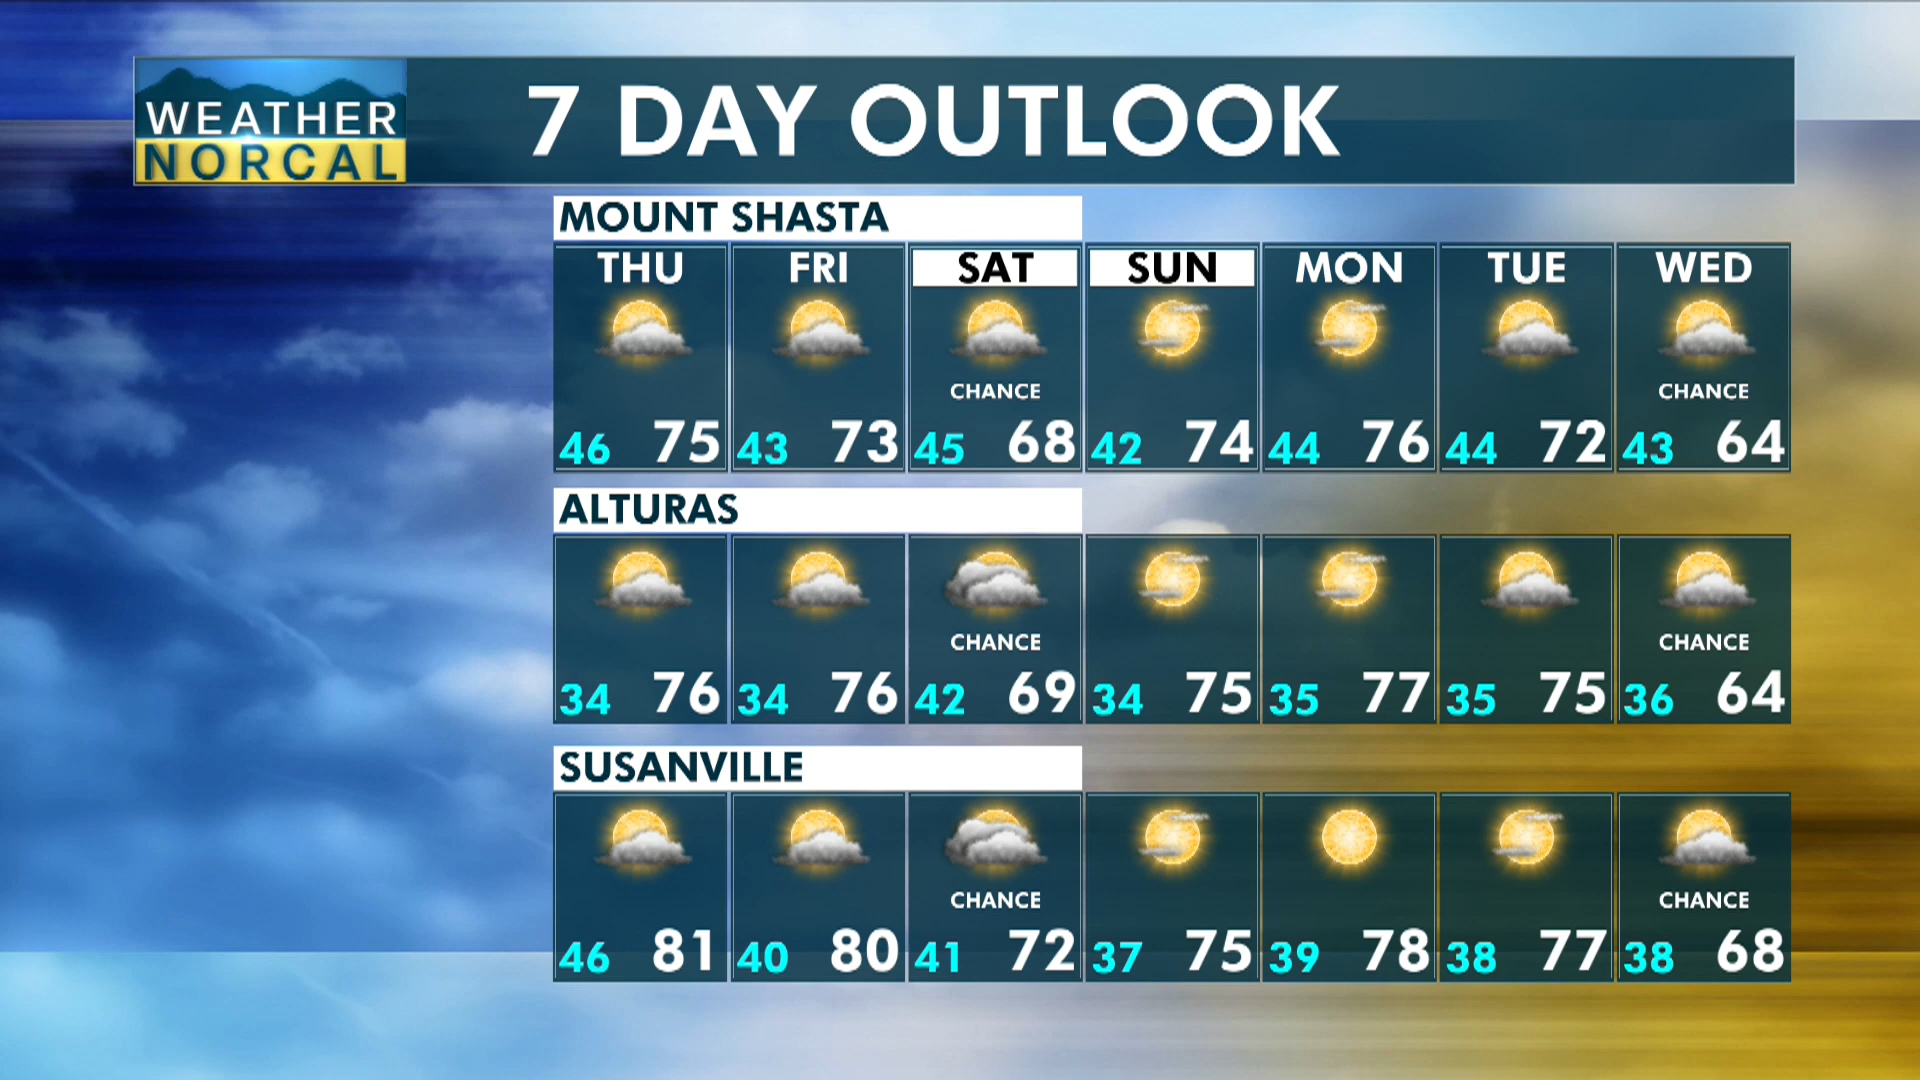 WEATHER
NORCAL
7 DAY OUTLOOK
MOUNT SHASTA
THU FRI SAT SUN MON TUE WED
CHANCE CHANCE
46 75 43 73 45 68 42 74 44 76 44 72 43 64
ALTURAS
CHANCE CHANCE
34 76 34 76 42 69 34 75 35 77 35 75 36 64
SUSANVILLE
CHANCE CHANCE
46 81 40 80 41 72 37 75 39 78 38 77 38 68